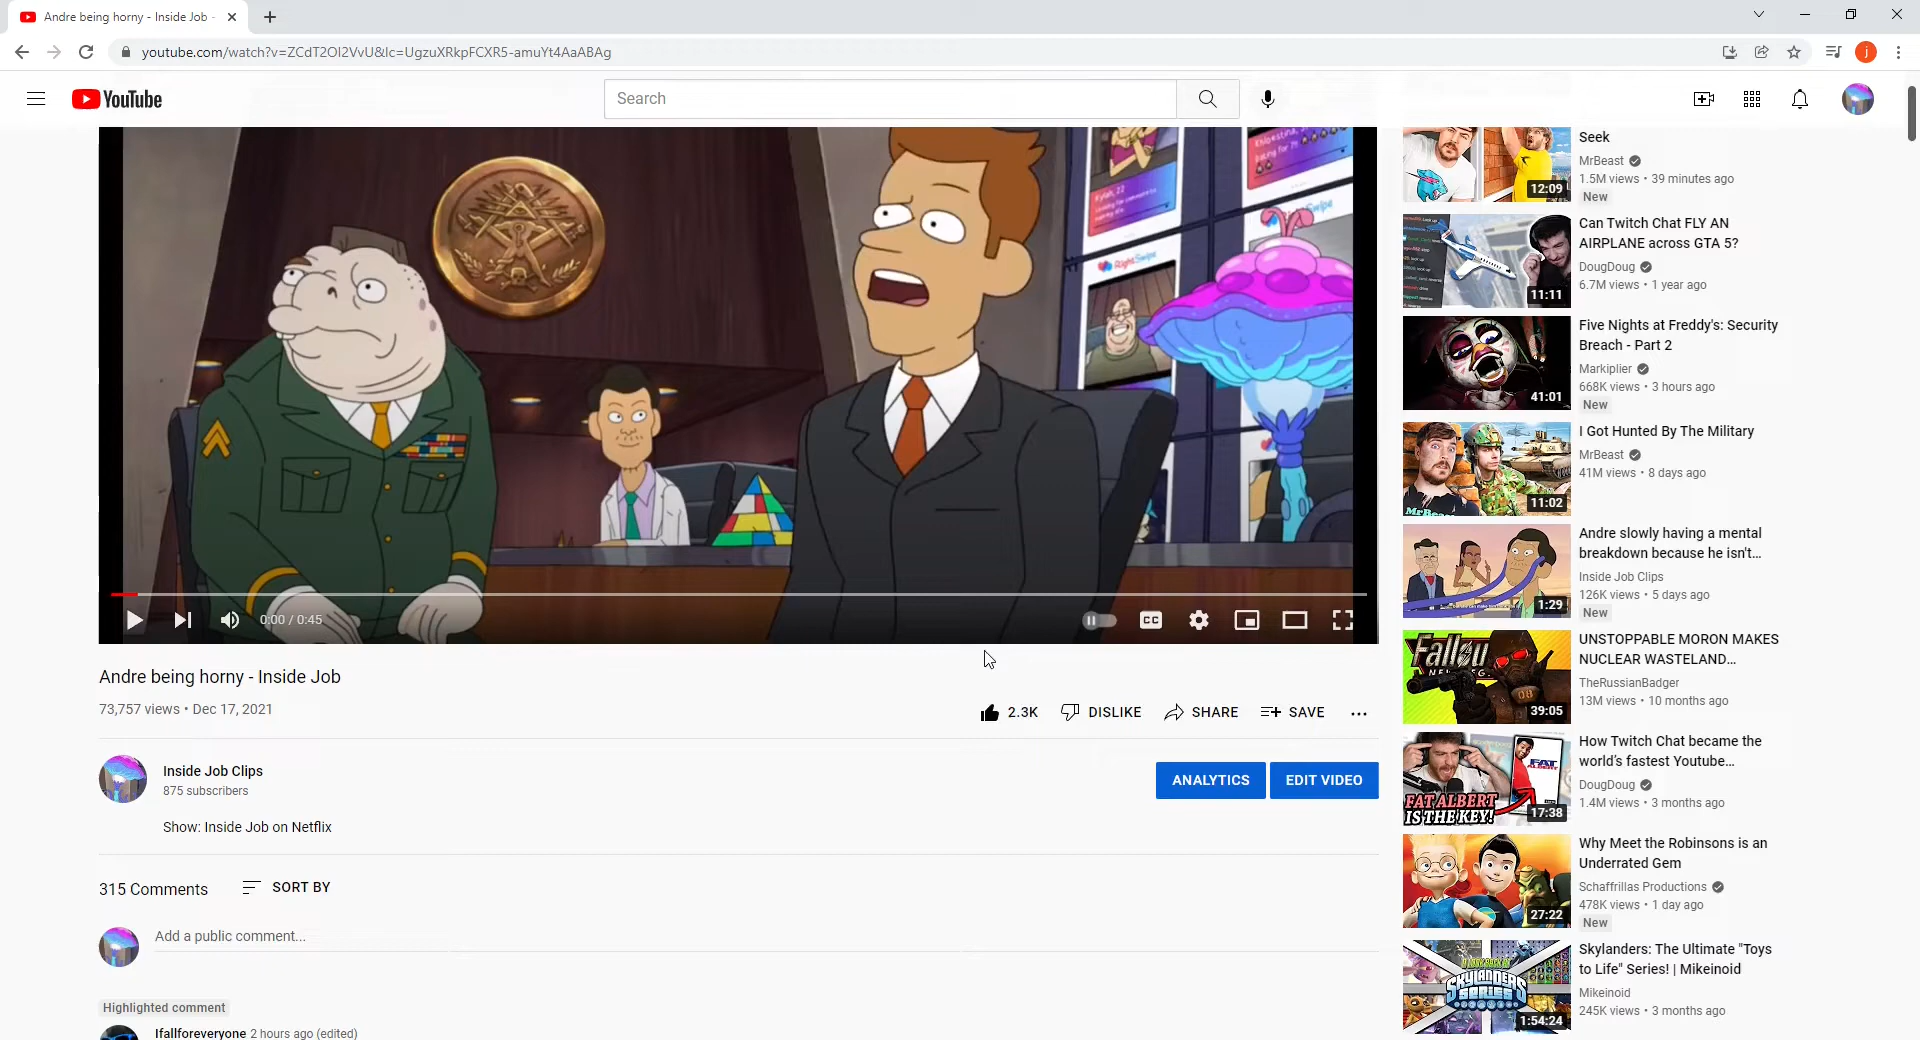 Andre being horny - Inside Job -
youtube.com/watch?v=ZCdT2OI2VvU&lc=UgzuXRkpFCXR5-amuYt4AaABAg
j
YouTube
Search
Kylah, 22
RightSwipe
0:00 / 0:45
CC
Andre being horny - Inside Job
73,757 views • Dec 17, 2021
2.3K
DISLIKE
SHARE
SAVE
Inside Job Clips
875 subscribers
ANALYTICS
EDIT VIDEO
Show: Inside Job on Netflix
315 Comments
SORT BY
Add a public comment...
Highlighted comment
Ifallforeveryone 2 hours ago (edited)
12:09
Seek
MrBeast
1.5M views • 39 minutes ago
New
11:11
Can Twitch Chat FLY AN
AIRPLANE across GTA 5?
DougDoug
6.7M views • 1 year ago
41:01
Five Nights at Freddy's: Security
Breach - Part 2
Markiplier
668K views • 3 hours ago
New
11:02
I Got Hunted By The Military
MrBeast
41M views • 8 days ago
1:29
Andre slowly having a mental
breakdown because he isn't...
Inside Job Clips
126K views • 5 days ago
New
39:05
UNSTOPPABLE MORON MAKES
NUCLEAR WASTELAND...
TheRussianBadger
13M views • 10 months ago
FAT ALBERT
IS THE KEY!
17:38
How Twitch Chat became the
world's fastest Youtube...
DougDoug
1.4M views • 3 months ago
27:22
Why Meet the Robinsons is an
Underrated Gem
Schaffrillas Productions
478K views • 1 day ago
New
SKYLANDERS
SERIES
1:54:24
Skylanders: The Ultimate "Toys
to Life" Series! | Mikeinoid
Mikeinoid
245K views • 3 months ago